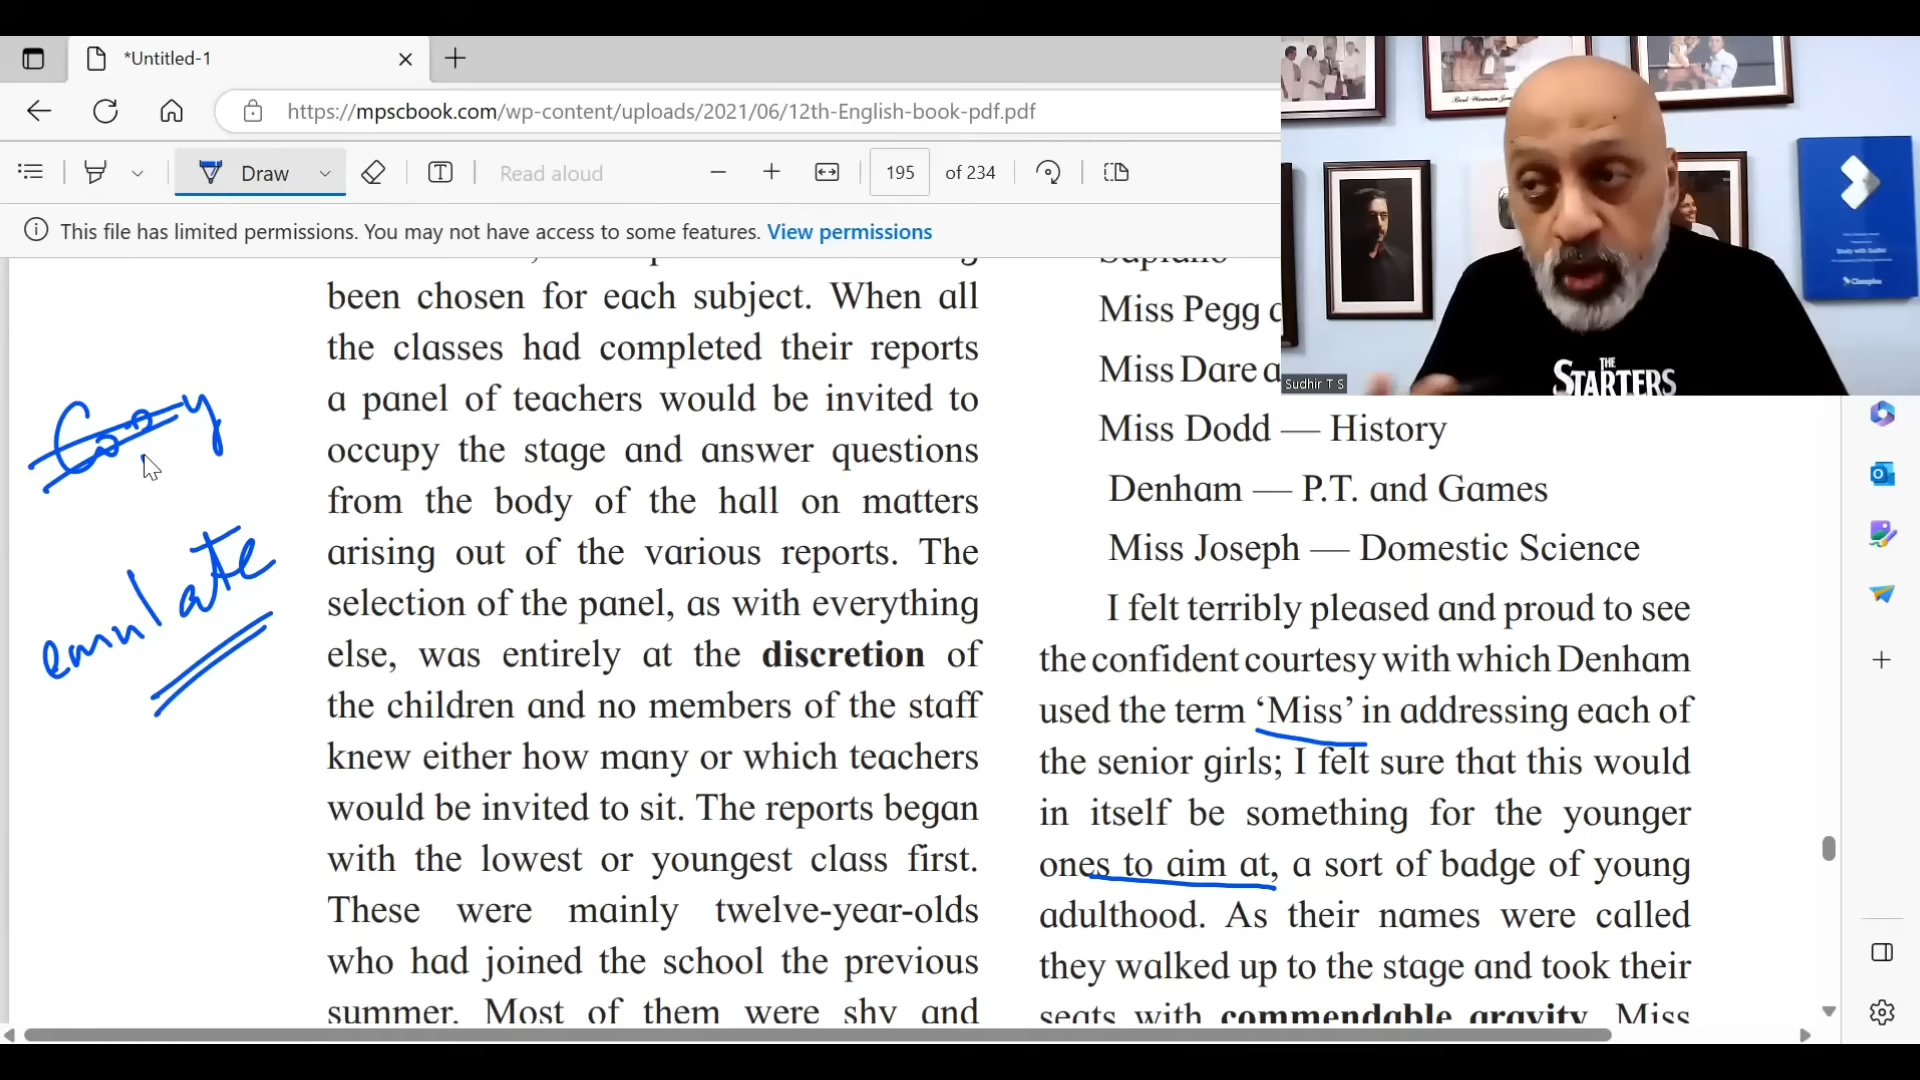 *Untitled-1
https://mpscbook.com/wp-content/uploads/2021/06/12th-English-book-pdf.pdf
Draw
Read aloud
195 of 234
This file has limited permissions. You may not have access to some features. View permissions
been chosen for each subject. When all
the classes had completed their reports
a panel of teachers would be invited to
occupy the stage and answer questions
from the body of the hall on matters
arising out of the various reports. The
selection of the panel, as with everything
else, was entirely at the discretion of
the children and no members of the staff
knew either how many or which teachers
would be invited to sit. The reports began
with the lowest or youngest class first.
These were mainly twelve-year-olds
who had joined the school the previous
summer. Most of them were shy and
Copy
emulate
Miss Pegg
Miss Dare a
Miss Dodd — History
Denham — P.T. and Games
Miss Joseph — Domestic Science
I felt terribly pleased and proud to see
the confident courtesy with which Denham
used the term ‘Miss’ in addressing each of
the senior girls; I felt sure that this would
in itself be something for the younger
ones to aim at, a sort of badge of young
adulthood. As their names were called
they walked up to the stage and took their
seats with commendable gravity. Miss
THE
STARTERS
Sudhir T S